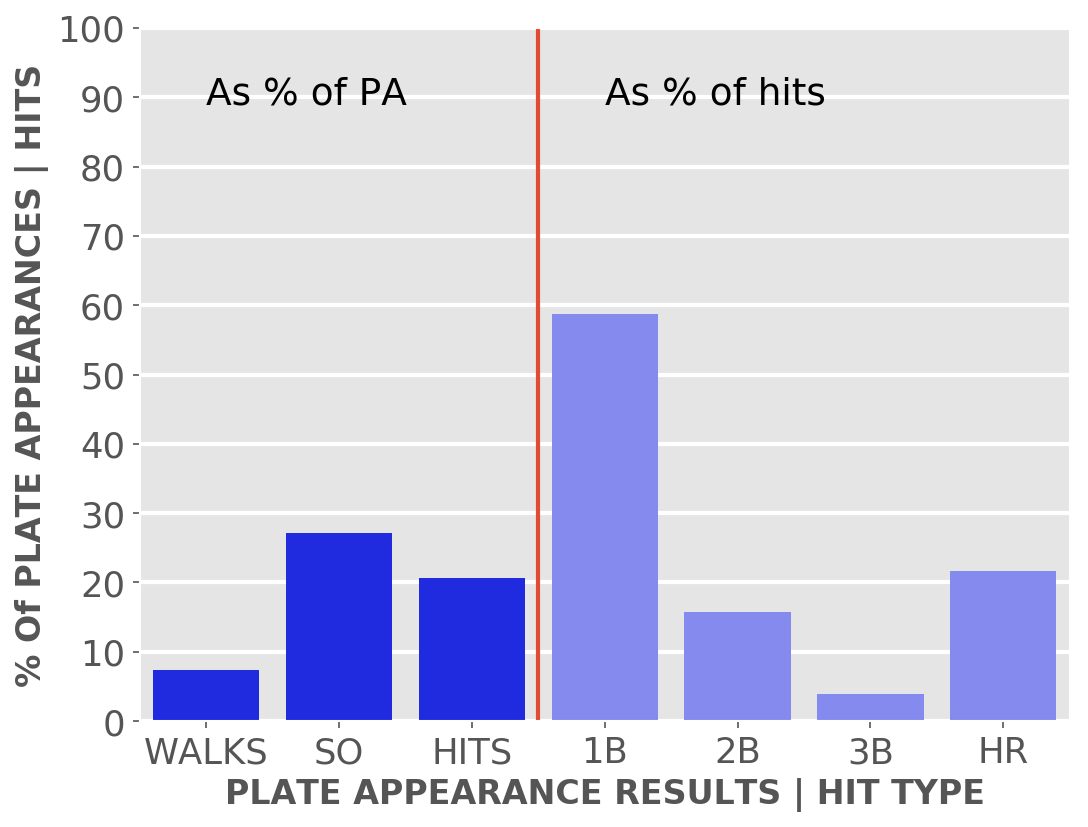 % Of PLATE APPEARANCES | HITS
100
90
80
70
60
50
40
30
20
10
0
As % of PA
As % of hits
WALKS SO HITS 1B 2B 3B HR
PLATE APPEARANCE RESULTS | HIT TYPE